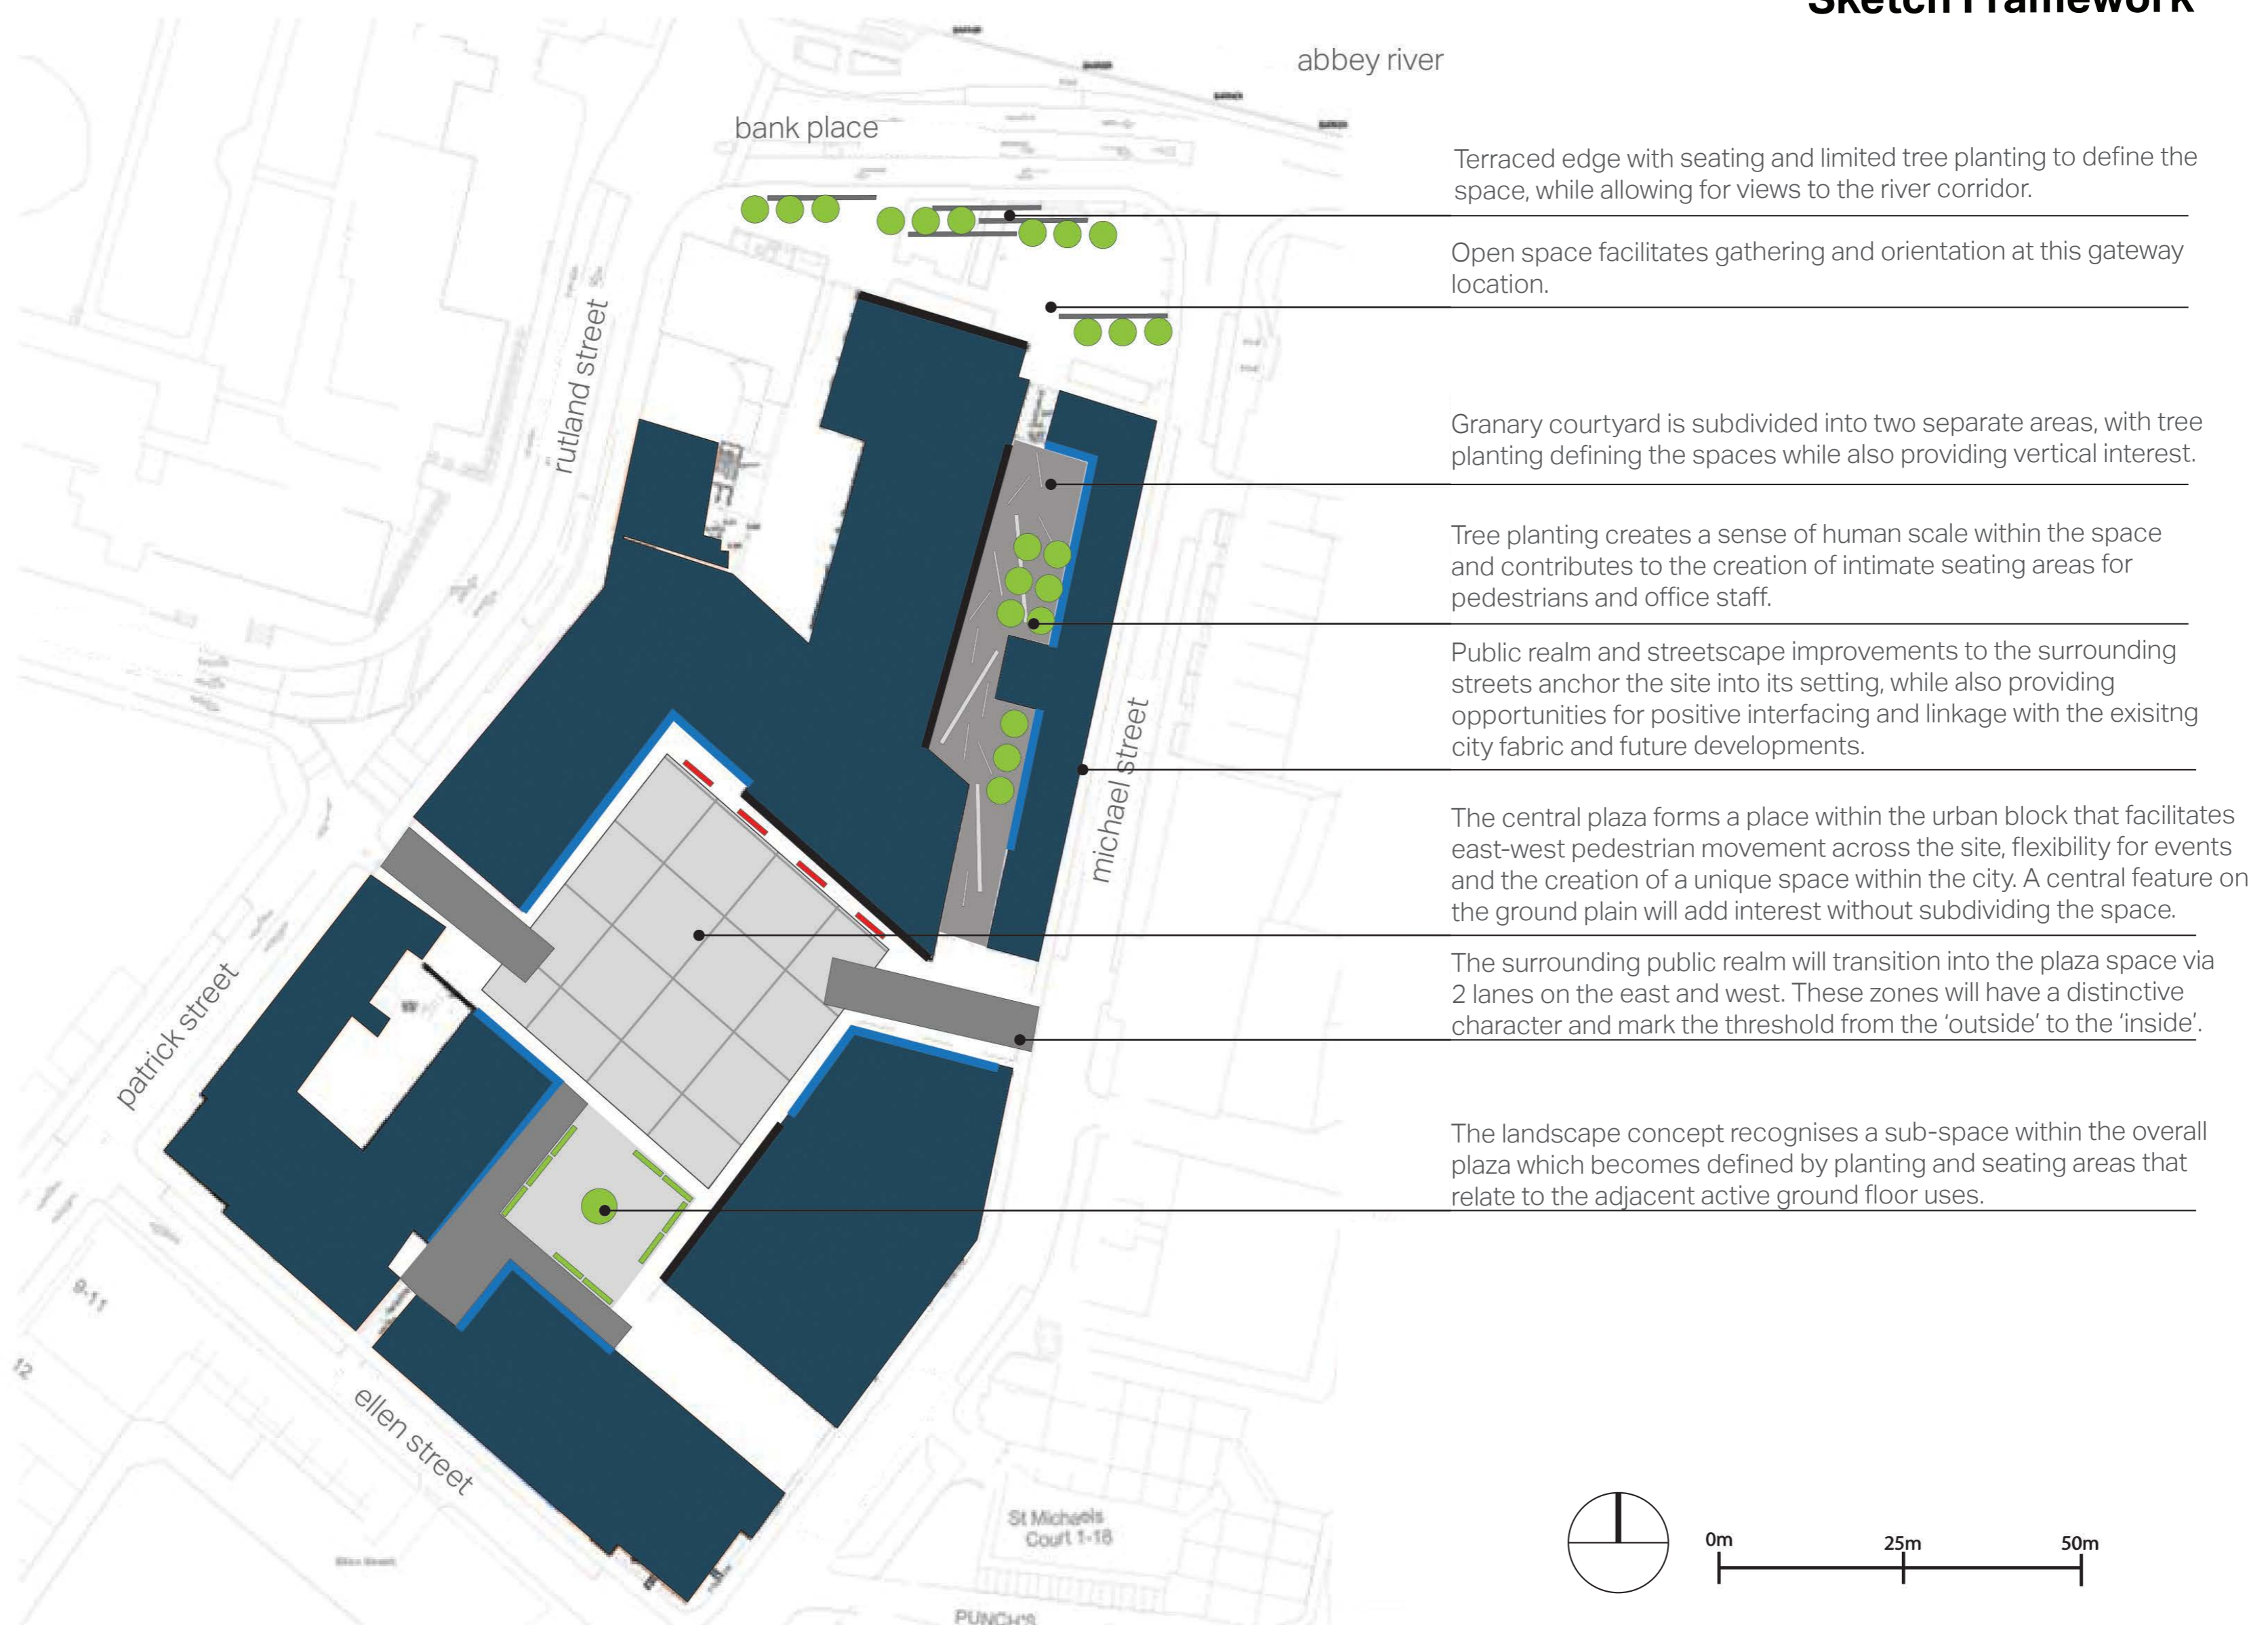 Sketch Framework
abbey river
bank place
Terraced edge with seating and limited tree planting to define the
space, while allowing for views to the river corridor.
Open space facilitates gathering and orientation at this gateway
location.
rutland street
Granary courtyard is subdivided into two separate areas, with tree
planting defining the spaces while also providing vertical interest.
Tree planting creates a sense of human scale within the space
and contributes to the creation of intimate seating areas for
pedestrians and office staff.
Public realm and streetscape improvements to the surrounding
streets anchor the site into its setting, while also providing
opportunities for positive interfacing and linkage with the exisitng
city fabric and future developments.
michael street
The central plaza forms a place within the urban block that facilitates
east-west pedestrian movement across the site, flexibility for events
and the creation of a unique space within the city. A central feature on
the ground plain will add interest without subdividing the space.
The surrounding public realm will transition into the plaza space via
2 lanes on the east and west. These zones will have a distinctive
character and mark the threshold from the ‘outside’ to the ‘inside’.
patrick street
The landscape concept recognises a sub-space within the overall
plaza which becomes defined by planting and seating areas that
relate to the adjacent active ground floor uses.
9-11
12
ellen street
St Michaels
Court 1-18
Ellen Street
PUNCH'S
0m
25m
50m